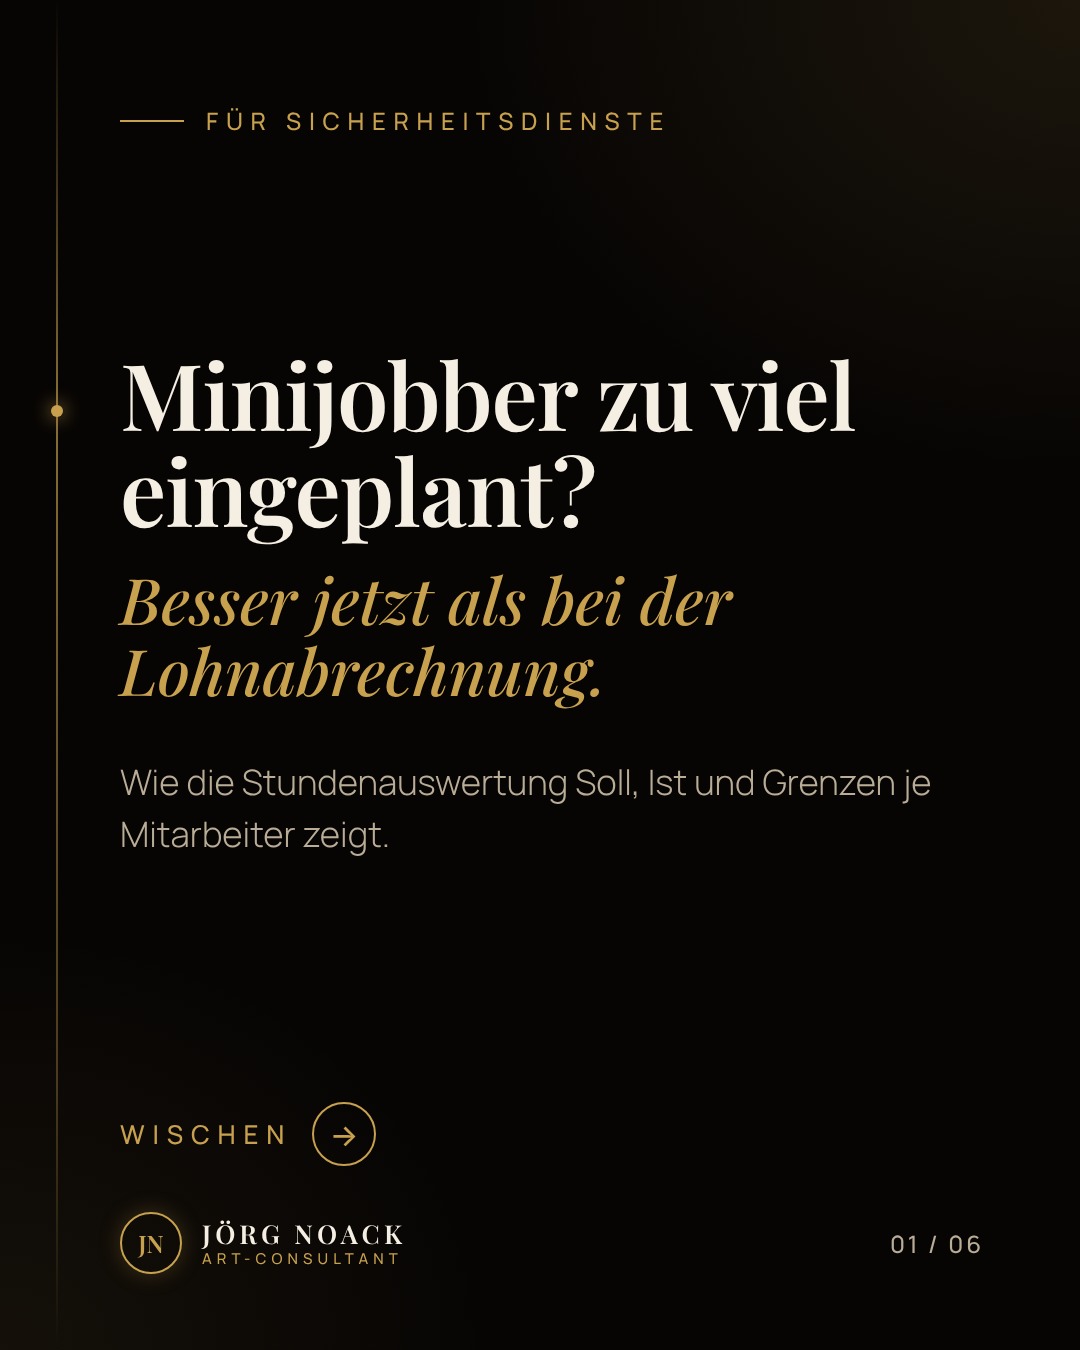 FÜR SICHERHEITSDIENSTE
Minijobber zu viel
eingeplant?
Besser jetzt als bei der
Lohnabrechnung.
Wie die Stundenauswertung Soll, Ist und Grenzen je
Mitarbeiter zeigt.
WISCHEN →
JN
JÖRG NOACK
ART-CONSULTANT
01 / 06